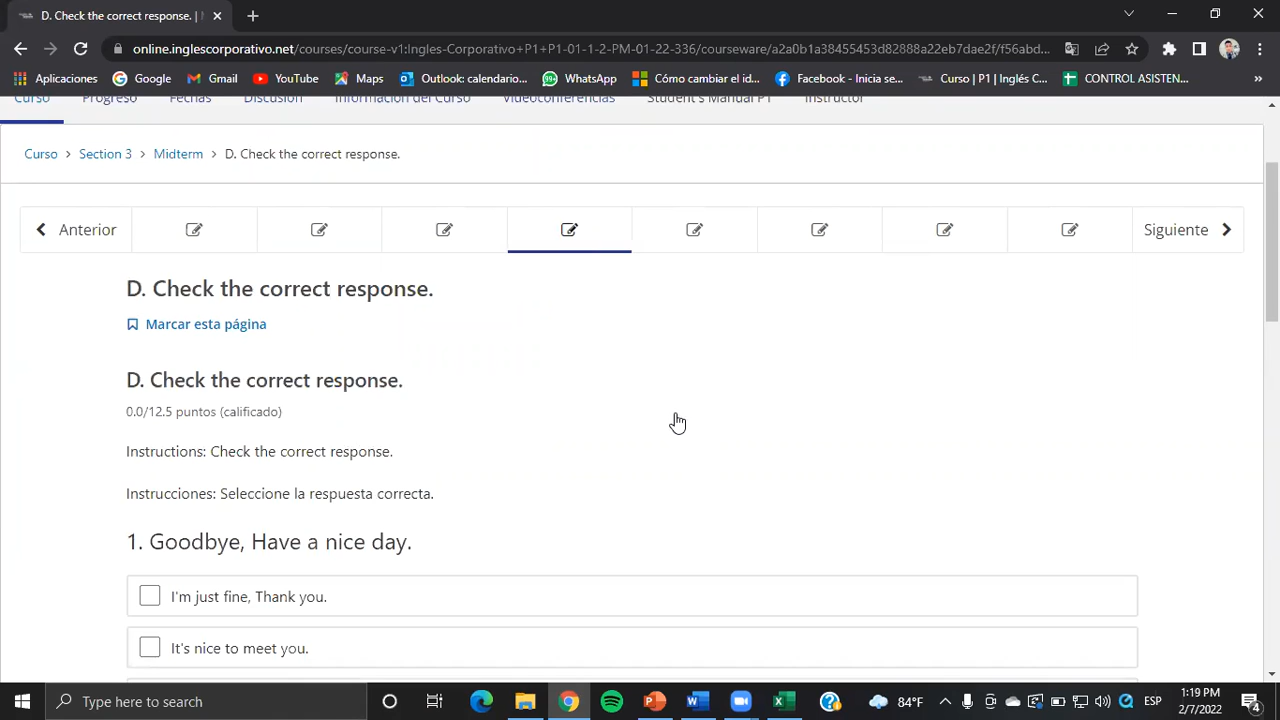 D. Check the correct response. |
online.inglescorporativo.net/courses/course-v1:Ingles-Corporativo+P1+P1-01-1-2-PM-01-22-336/courseware/a2a0b1a38455453d82888a22eb7dae2f/f56abd...
Aplicaciones Google Gmail YouTube Maps Outlook: calendario... WhatsApp Cómo cambiar el id... Facebook - Inicia se... Curso | P1 | Inglés C... CONTROL ASISTEN... »
Curso Progreso Fechas Discusión Información del Curso Videoconferencias Student's Manual P1 Instructor
Curso > Section 3 > Midterm > D. Check the correct response.
Anterior Siguiente
D. Check the correct response.
Marcar esta página
D. Check the correct response.
0.0/12.5 puntos (calificado)
Instructions: Check the correct response.
Instrucciones: Seleccione la respuesta correcta.
1. Goodbye, Have a nice day.
I'm just fine, Thank you.
It's nice to meet you.
Type here to search 84°F ESP 1:19 PM
2/7/2022 4